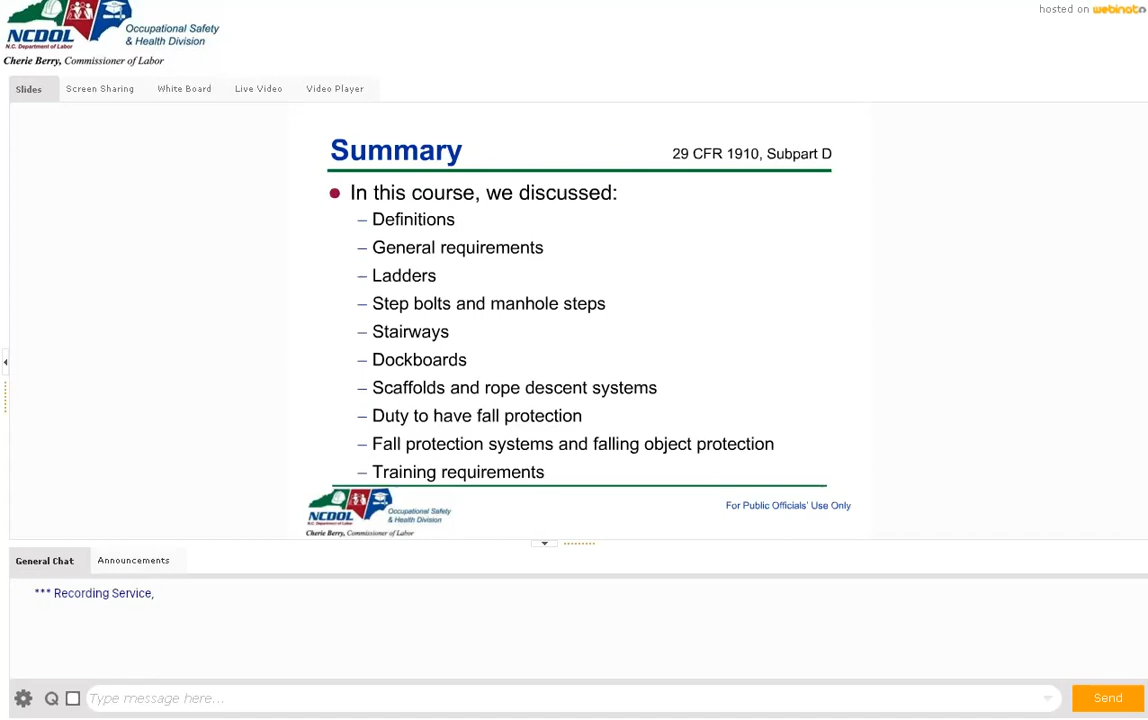 hosted on webinato
NCDOL
N.C. Department of Labor
Occupational Safety
& Health Division
Cherie Berry, Commissioner of Labor
Slides
Screen Sharing
White Board
Live Video
Video Player
Summary
29 CFR 1910, Subpart D
● In this course, we discussed:
– Definitions
– General requirements
– Ladders
– Step bolts and manhole steps
– Stairways
– Dockboards
– Scaffolds and rope descent systems
– Duty to have fall protection
– Fall protection systems and falling object protection
– Training requirements
NCDOL
N.C. Department of Labor
Occupational Safety
& Health Division
Cherie Berry, Commissioner of Labor
For Public Officials' Use Only
General Chat
Announcements
*** Recording Service,
Type message here...
Send